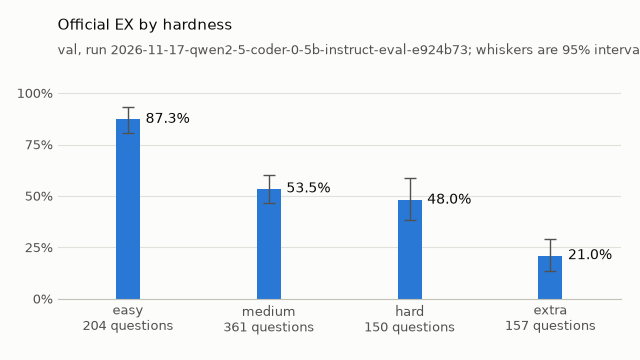 Official EX by hardness
val, run 2026-11-17-qwen2-5-coder-0-5b-instruct-eval-e924b73; whiskers are 95% interva
100%
75%
50%
25%
0%
87.3%
53.5%
48.0%
21.0%
easy
204 questions
medium
361 questions
hard
150 questions
extra
157 questions